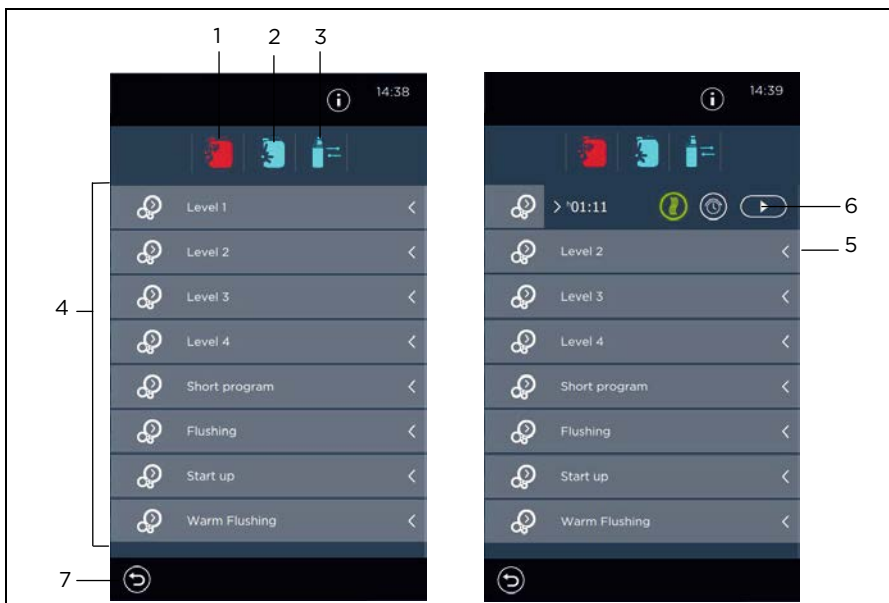 1 2 3
14:38
Level 1
Level 2
Level 3
4
Level 4
Short program
Flushing
Start up
Warm Flushing
7
14:39
> h01:11
6
Level 2
5
Level 3
Level 4
Short program
Flushing
Start up
Warm Flushing